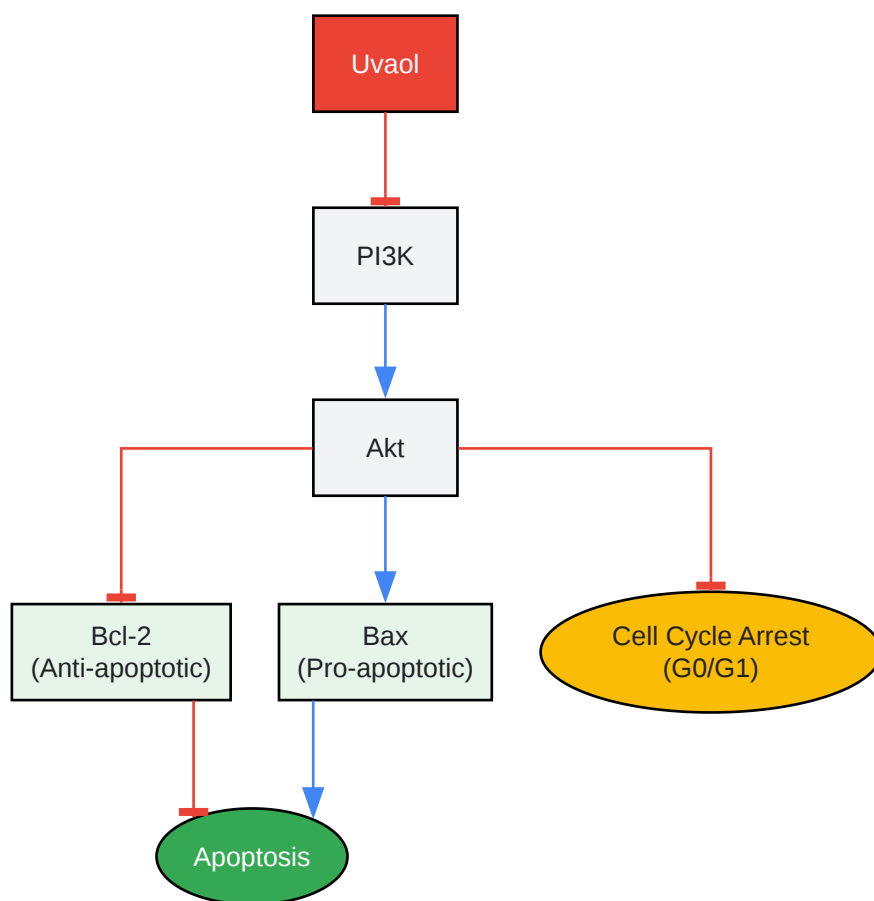 Uvaol
PI3K
Akt
Bcl-2
(Anti-apoptotic)
Bax
(Pro-apoptotic)
Cell Cycle Arrest
(G0/G1)
Apoptosis